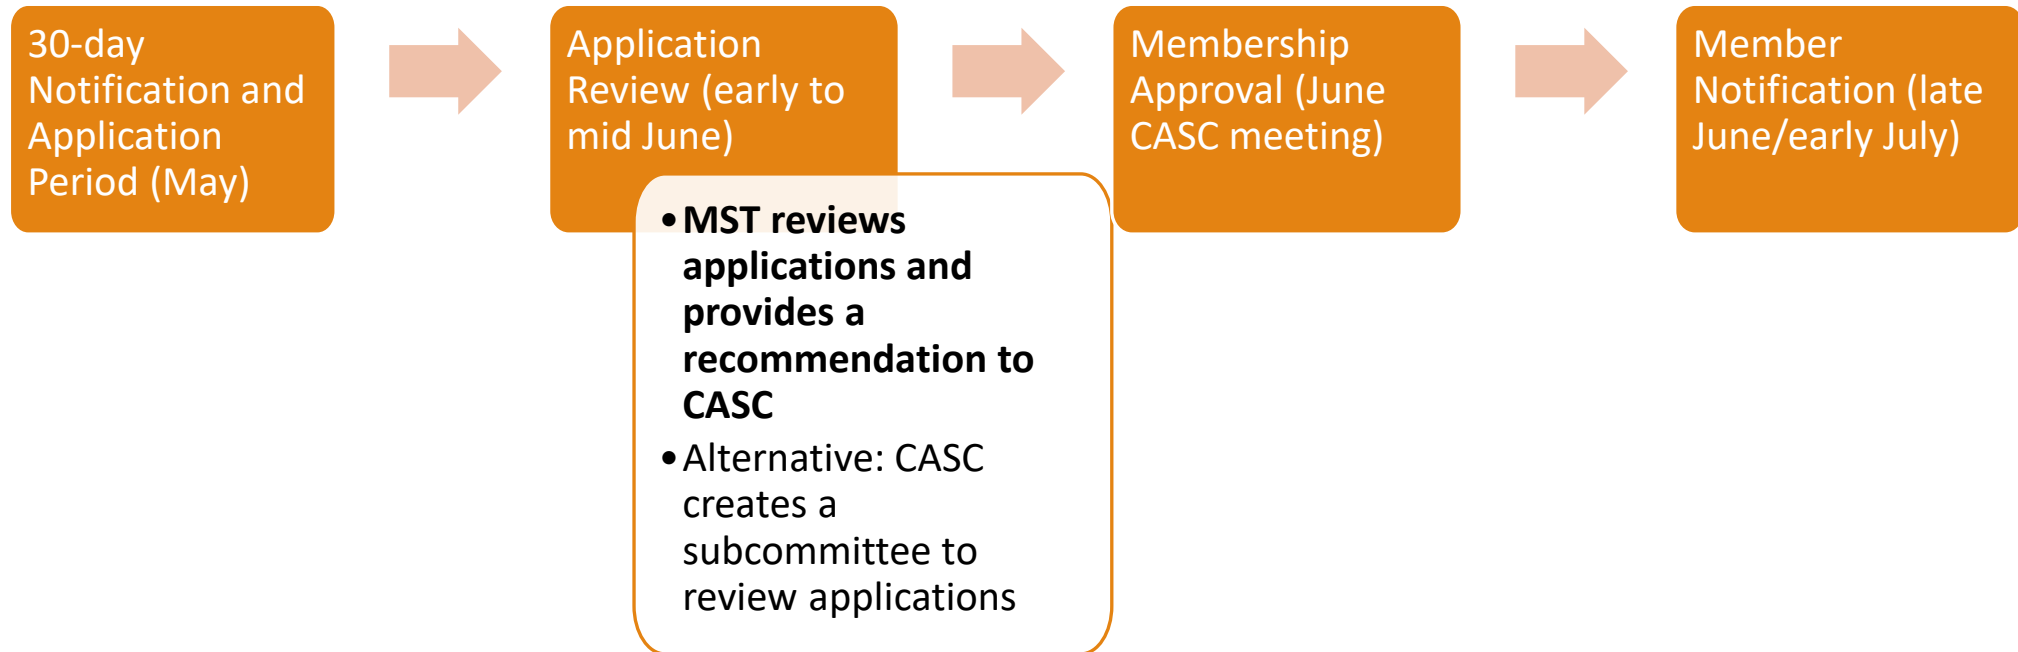 30-day
Notification and
Application
Period (May)
Application
Review (early to
mid June)
•MST reviews
applications and
provides a
recommendation to
CASC
•Alternative: CASC
creates a
subcommittee to
review applications
Membership
Approval (June
CASC meeting)
Member
Notification (late
June/early July)